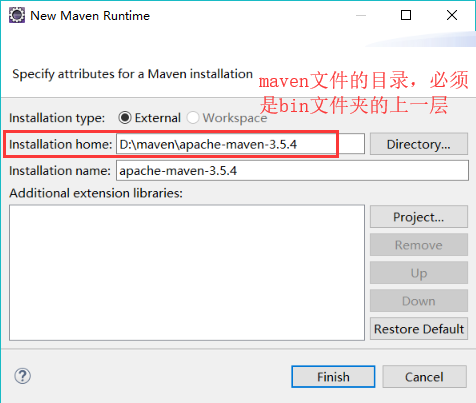 New Maven Runtime
Specify attributes for a Maven installation
maven文件的目录，必须
是bin文件夹的上一层
Installation type: External Workspace
Installation home: D:\maven\apache-maven-3.5.4 Directory...
Installation name: apache-maven-3.5.4
Additional extension libraries:
Project...
Remove
Up
Down
Restore Default
? Finish Cancel